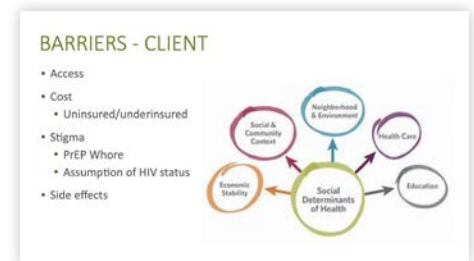 BARRIERS - CLIENT
• Access
• Cost
• Uninsured/underinsured
• Stigma
• PrEP Whore
• Assumption of HIV status
• Side effects
Neighborhood
& Environment
Social &
Community
Context
Health Care
Economic
Stability
Social
Determinants
of Health
Education